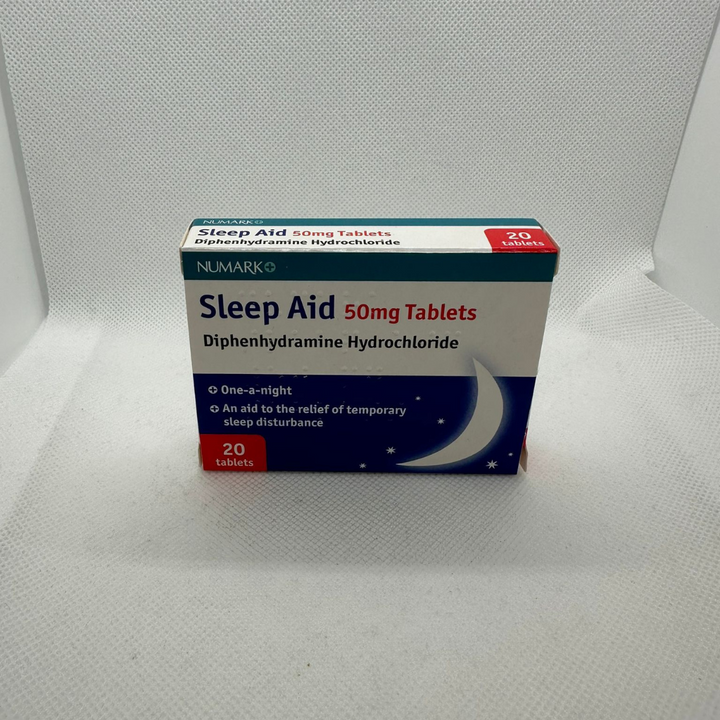 NUMARK
Sleep Aid 50mg Tablets
Diphenhydramine Hydrochloride
20
tablets
NUMARK
Sleep Aid 50mg Tablets
Diphenhydramine Hydrochloride
One-a-night
An aid to the relief of temporary
sleep disturbance
20
tablets